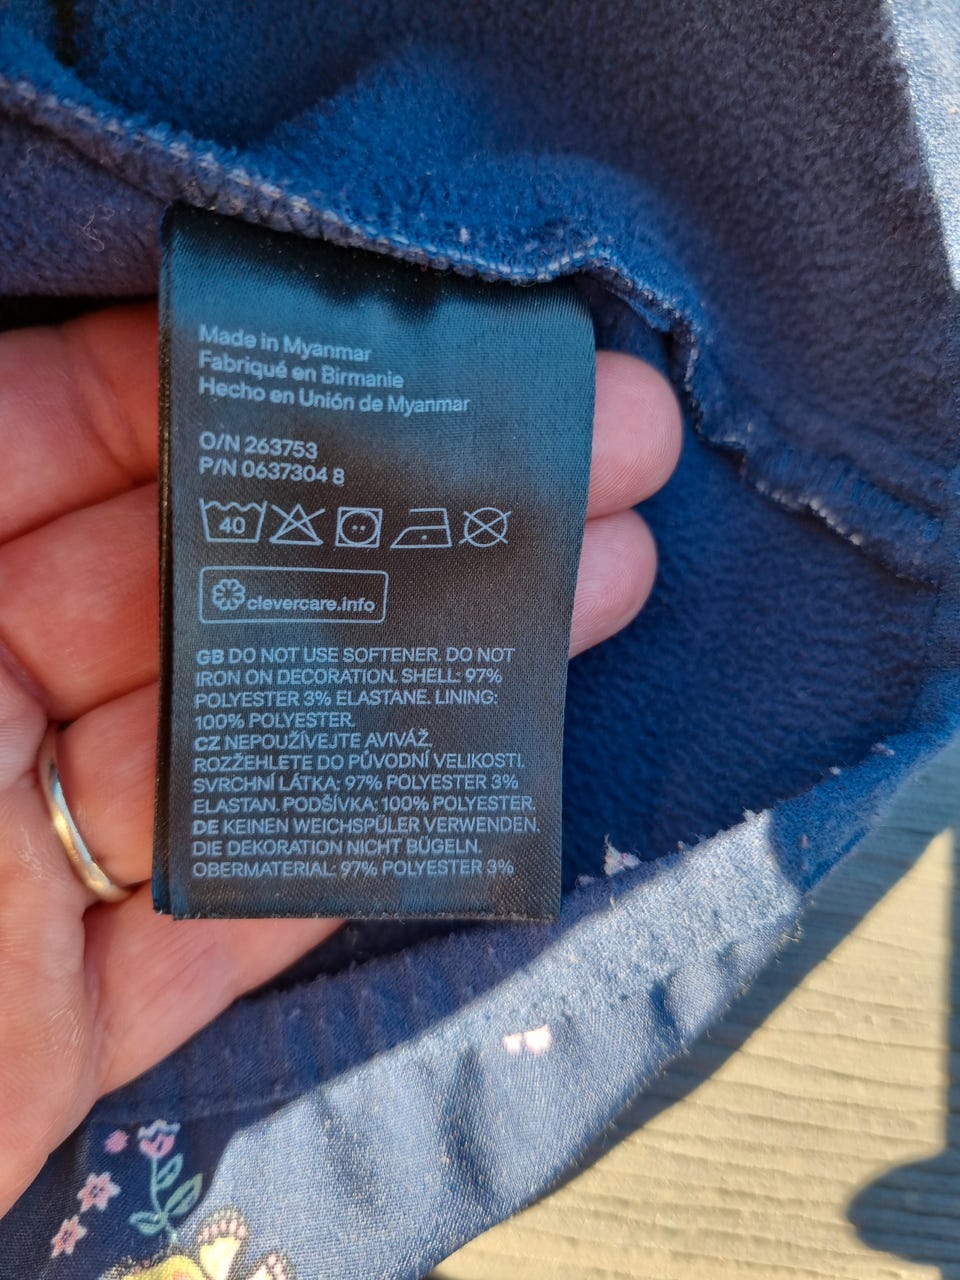 Made in Myanmar
Fabriqué en Birmanie
Hecho en Unión de Myanmar
O/N 263753
P/N 0637304 8
40
clevercare.info
GB DO NOT USE SOFTENER. DO NOT
IRON ON DECORATION. SHELL: 97%
POLYESTER 3% ELASTANE. LINING:
100% POLYESTER.
CZ NEPOUŽÍVEJTE AVIVÁŽ.
ROZŽEHLETE DO PŮVODNÍ VELIKOSTI.
SVRCHNÍ LÁTKA: 97% POLYESTER 3%
ELASTAN. PODŠÍVKA: 100% POLYESTER.
DE KEINEN WEICHSPÜLER VERWENDEN.
DIE DEKORATION NICHT BÜGELN.
OBERMATERIAL: 97% POLYESTER 3%